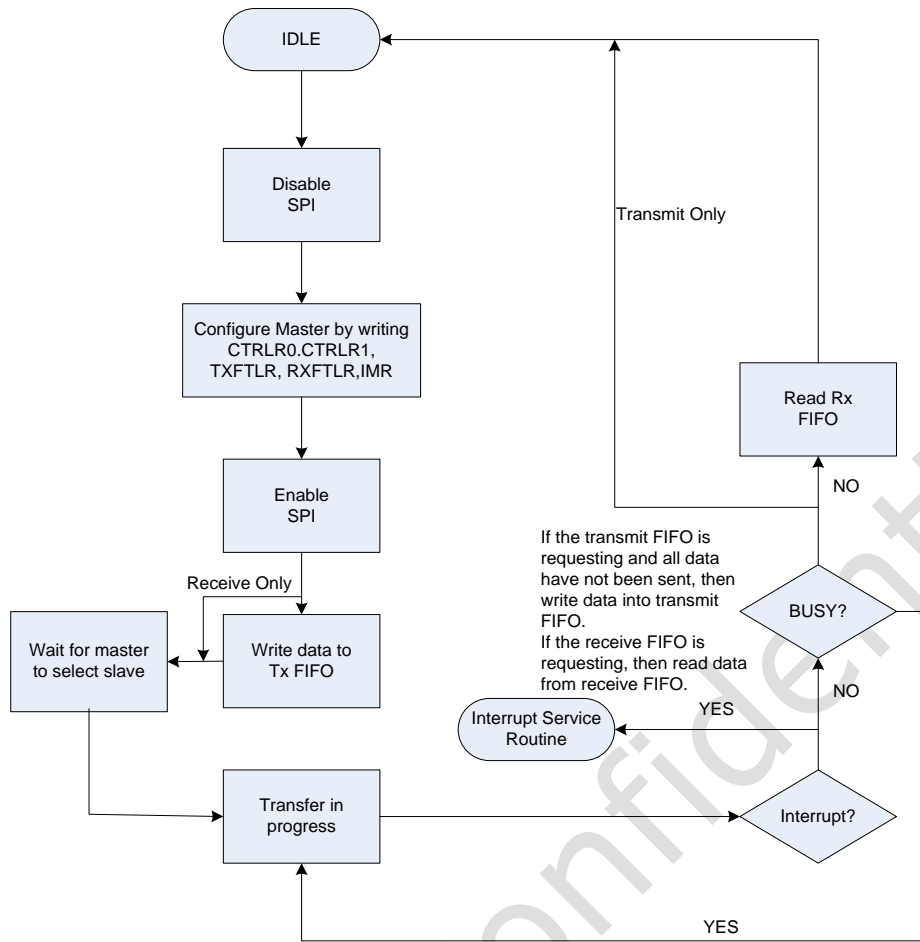 IDLE
Disable
SPI
Transmit Only
Configure Master by writing
CTRLR0.CTRLR1,
TXFTLR, RXFTLR,IMR
Read Rx
FIFO
NO
Enable
SPI
If the transmit FIFO is
requesting and all data
have not been sent, then
write data into transmit
FIFO.
If the receive FIFO is
requesting, then read data
from receive FIFO.
Receive Only
BUSY?
Wait for master
to select slave
Write data to
Tx FIFO
NO
YES
Interrupt Service
Routine
Transfer in
progress
Interrupt?
YES
onfident